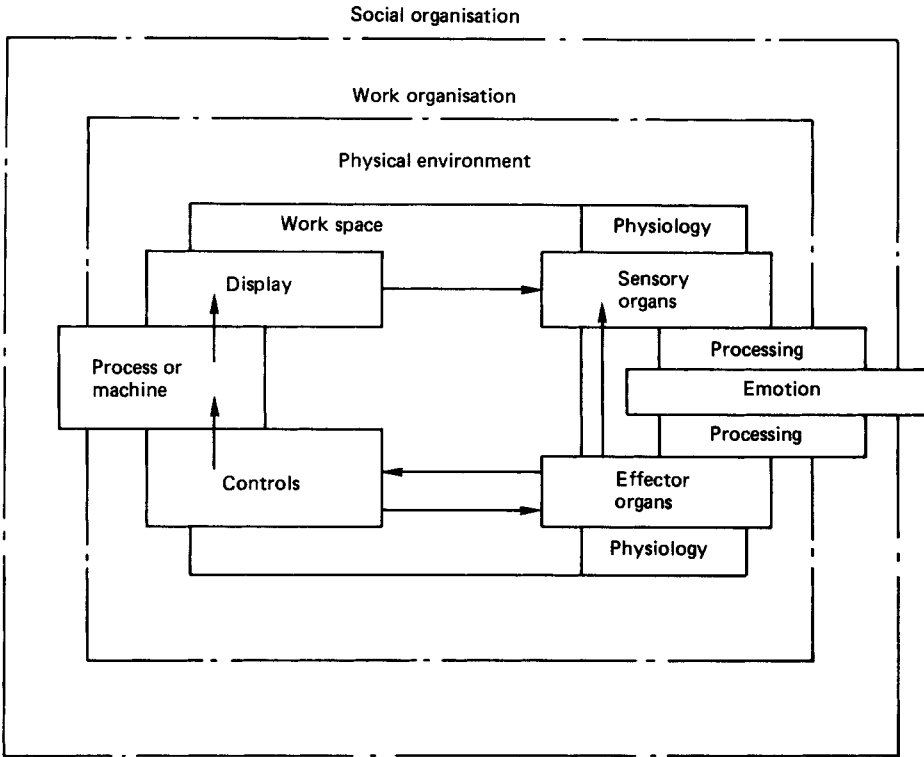 Social organisation
Work organisation
Physical environment
Work space
Physiology
Display
Sensory
organs
Process or
machine
Processing
Emotion
Processing
Controls
Effector
organs
Physiology